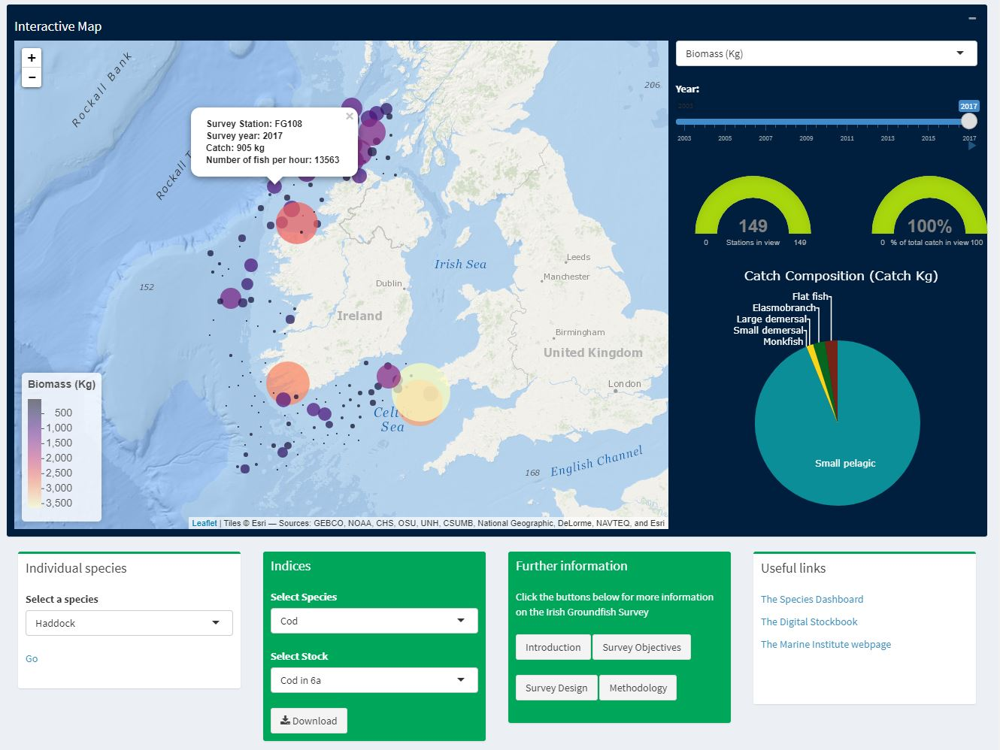 Interactive Map
+
−
Rockall Bank
206
Survey Station: FG108
Survey year: 2017
Catch: 905 kg
Number of fish per hour: 13563
×
Rockall
Irish Sea
Leeds
Manchester
Dublin
152
Ireland
Birmingham
United Kingdom
London
Celt
Sea
English Channel
168
Biomass (Kg)
500
1,000
1,500
2,000
2,500
3,000
3,500
Leaflet | Tiles © Esri — Sources: GEBCO, NOAA, CHS, OSU, UNH, CSUMB, National Geographic, DeLorme, NAVTEQ, and Esri
Biomass (Kg)
Year:
2003
2017
2003 2005 2007 2009 2011 2013 2015 2017
149
0 Stations in view 149
100%
0 % of total catch in view 100
Catch Composition (Catch Kg)
Flat fish
Elasmobranch
Large demersal
Small demersal
Monkfish
Small pelagic
Individual species
Select a species
Haddock
Go
Indices
Select Species
Cod
Select Stock
Cod in 6a
Download
Further information
Click the buttons below for more information
on the Irish Groundfish Survey
Introduction
Survey Objectives
Survey Design
Methodology
Useful links
The Species Dashboard
The Digital Stockbook
The Marine Institute webpage